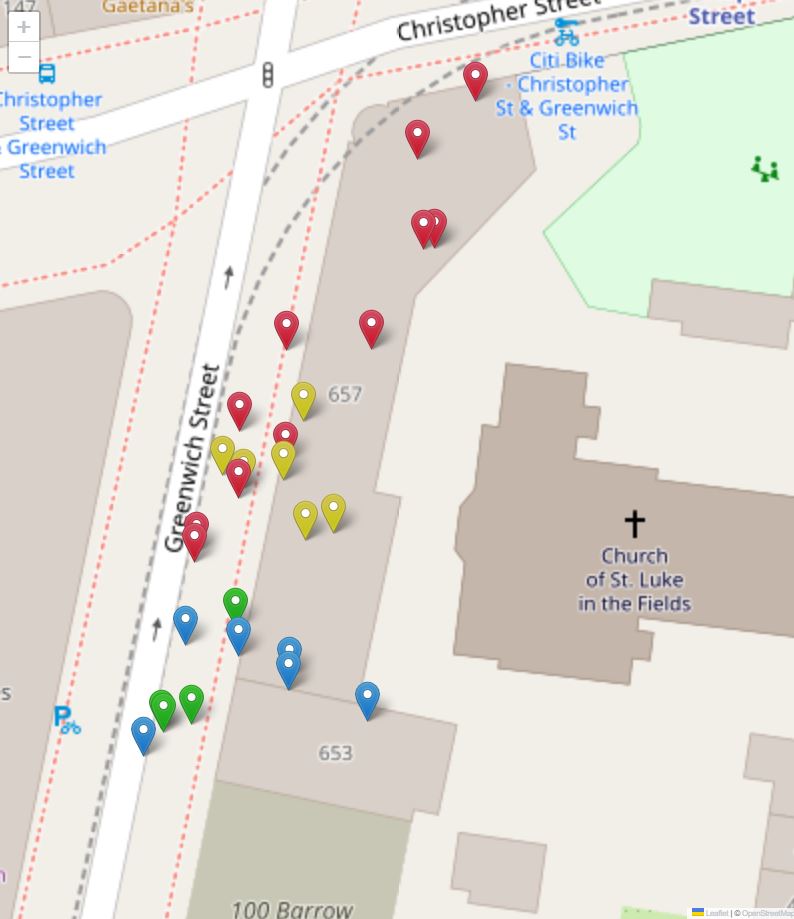 147
Gaetana's
+
−
Christopher Street
Street
Citi Bike
- Christopher
St & Greenwich
St
Christopher
Street
& Greenwich
Street
657
Greenwich Street
Church
of St. Luke
in the Fields
P
653
100 Barrow
Leaflet | © OpenStreetMap